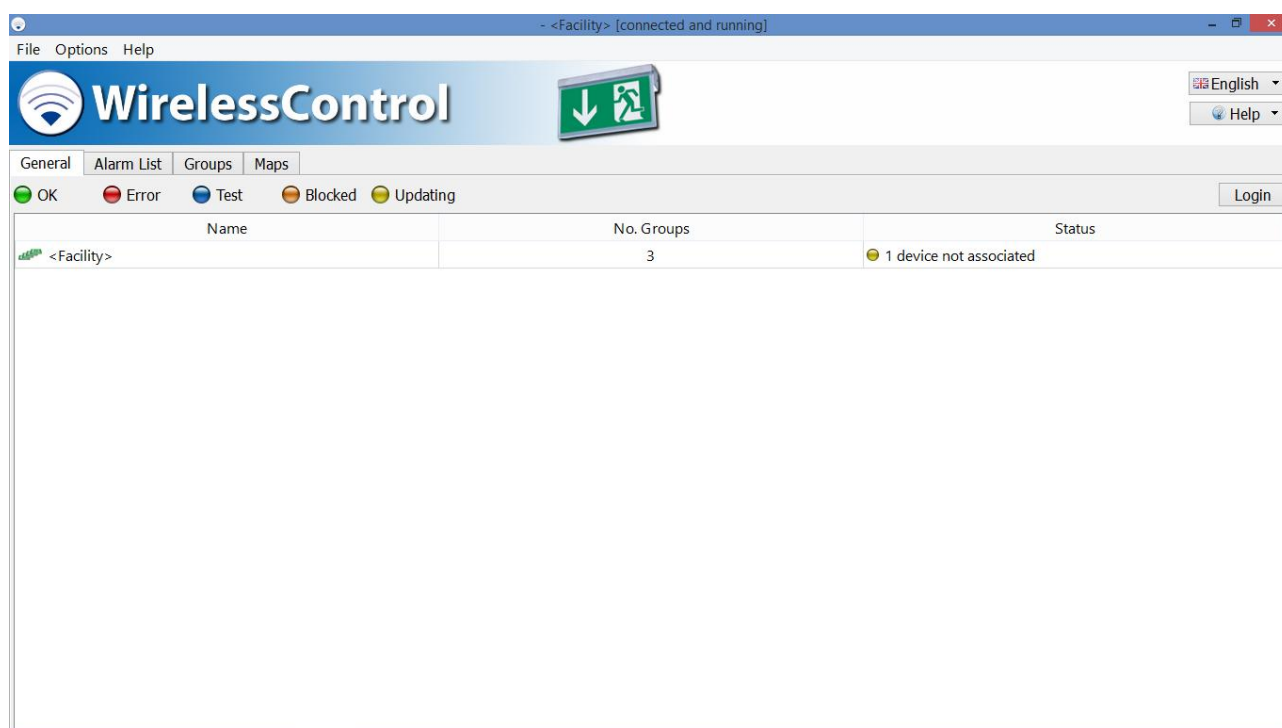 - <Facility> [connected and running]
File Options Help
WirelessControl
English
Help
General Alarm List Groups Maps
OK Error Test Blocked Updating Login
Name No. Groups Status
<Facility> 3 1 device not associated